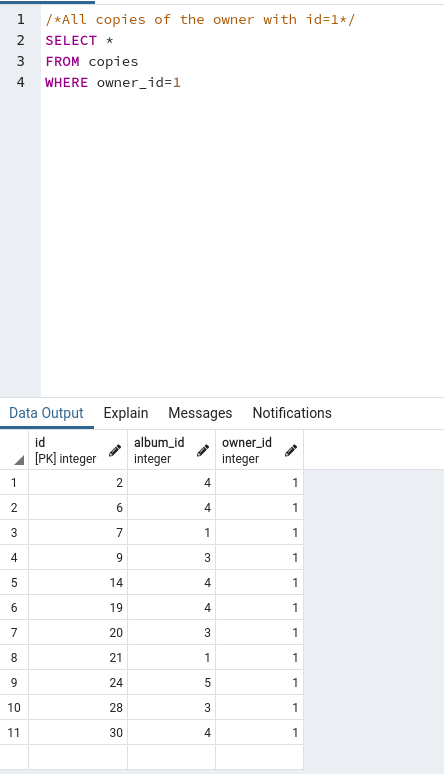 1 /*All copies of the owner with id=1*/
2 SELECT *
3 FROM copies
4 WHERE owner_id=1
Data Output Explain Messages Notifications
id album_id owner_id
[PK] integer integer integer
1 2 4 1
2 6 4 1
3 7 1 1
4 9 3 1
5 14 4 1
6 19 4 1
7 20 3 1
8 21 1 1
9 24 5 1
10 28 3 1
11 30 4 1